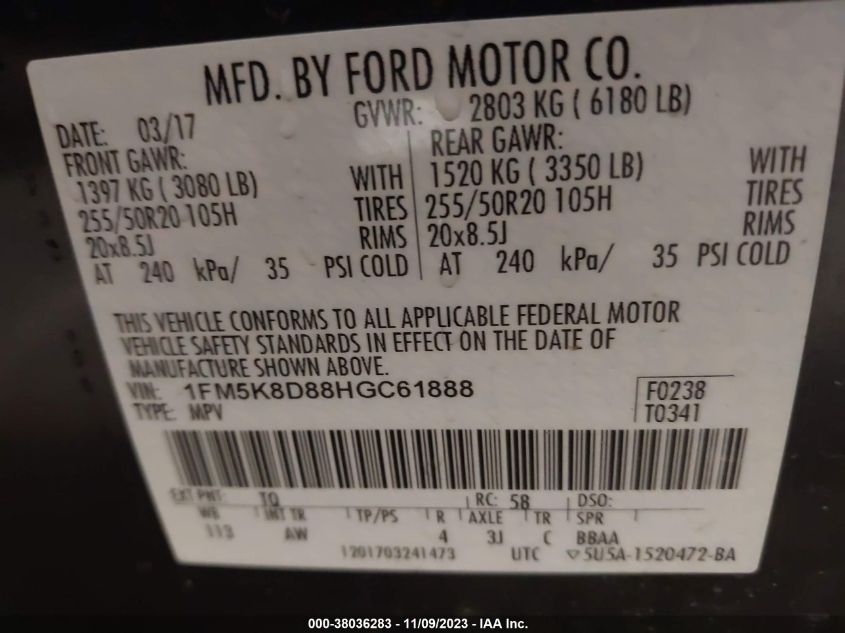 MFD. BY FORD MOTOR CO.
DATE: 03/17 GVWR: 2803 KG ( 6180 LB)
FRONT GAWR: REAR GAWR:
1397 KG ( 3080 LB) WITH 1520 KG ( 3350 LB) WITH
255/50R20 105H TIRES 255/50R20 105H TIRES
20x8.5J RIMS 20x8.5J RIMS
AT 240 kPa/ 35 PSI COLD AT 240 kPa/ 35 PSI COLD
THIS VEHICLE CONFORMS TO ALL APPLICABLE FEDERAL MOTOR
VEHICLE SAFETY STANDARDS IN EFFECT ON THE DATE OF
MANUFACTURE SHOWN ABOVE.
VIN: 1FM5K8D88HGC61888 F0238
TYPE: MPV T0341
EXT PNT: TQ RC: 58 DSO:
WB INT TR TP/PS R AXLE TR SPR
113 AW 4 3J C BBAA
1201703241473 UTC ▽5U5A-1520472-BA
000-38036283 - 11/09/2023 - IAA Inc.